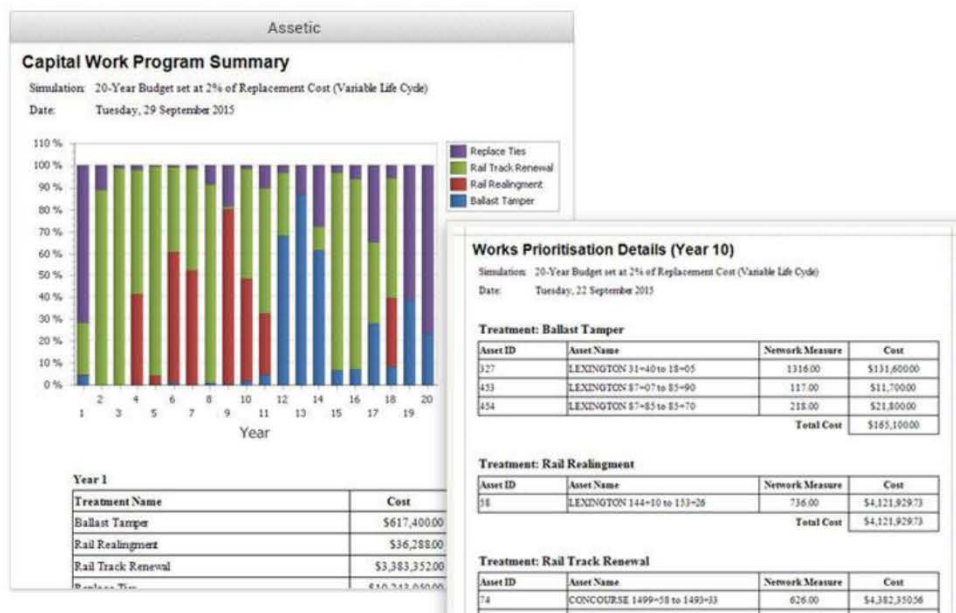 Assetic
Capital Work Program Summary
Simulation: 20-Year Budget set at 2% of Replacement Cost (Variable Life Cycle)
Date: Tuesday, 29 September 2015
110 %
100 %
90 %
80 %
70 %
60 %
50 %
40 %
30 %
20 %
10 %
0 %
2 4 6 8 10 12 14 16 18 20
1 3 5 7 9 11 13 15 17 19
Year
Replace Ties
Rail Track Renewal
Rail Realingment
Ballast Tamper
Year 1
Treatment Name Cost
Ballast Tamper $617,400.00
Rail Realingment $36,288.00
Rail Track Renewal $3,383,352.00
Replace Ties
Works Prioritisation Details (Year 10)
Simulation: 20-Year Budget set at 2% of Replacement Cost (Variable Life Cycle)
Date: Tuesday, 22 September 2015
Treatment: Ballast Tamper
Asset ID Asset Name Network Measure Cost
327 LEXINGTON 31+40 to 18+05 1316.00 $131,600.00
453 LEXINGTON 87+07 to 85+90 117.00 $11,700.00
454 LEXINGTON 87+85 to 85+70 218.00 $21,800.00
Total Cost $165,100.00
Treatment: Rail Realingment
Asset ID Asset Name Network Measure Cost
58 LEXINGTON 144+10 to 153+26 736.00 $4,121,929.73
Total Cost $4,121,929.73
Treatment: Rail Track Renewal
Asset ID Asset Name Network Measure Cost
74 CONCOURSE 1499+58 to 1493+33 626.00 $4,382,350.56